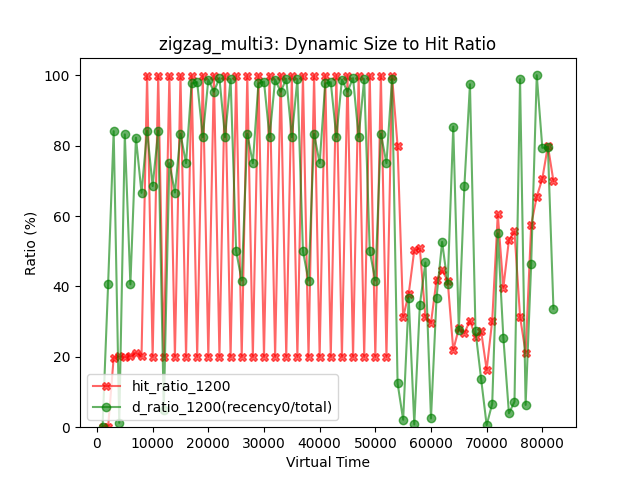 zigzag_multi3: Dynamic Size to Hit Ratio
100
80
60
40
20
0
Ratio (%)
hit_ratio_1200
d_ratio_1200(recency0/total)
0 10000 20000 30000 40000 50000 60000 70000 80000
Virtual Time